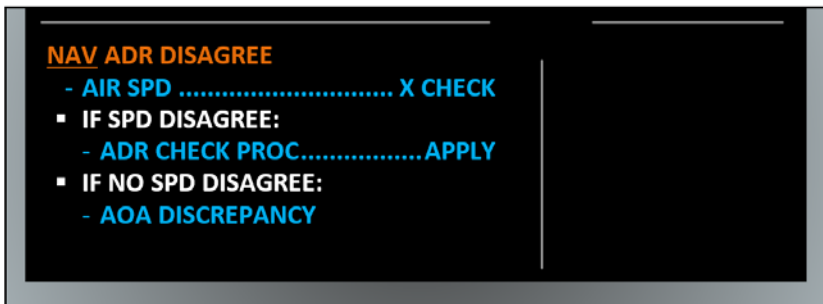 NAV ADR DISAGREE
- AIR SPD .............................. X CHECK
▪ IF SPD DISAGREE:
- ADR CHECK PROC.................APPLY
▪ IF NO SPD DISAGREE:
- AOA DISCREPANCY